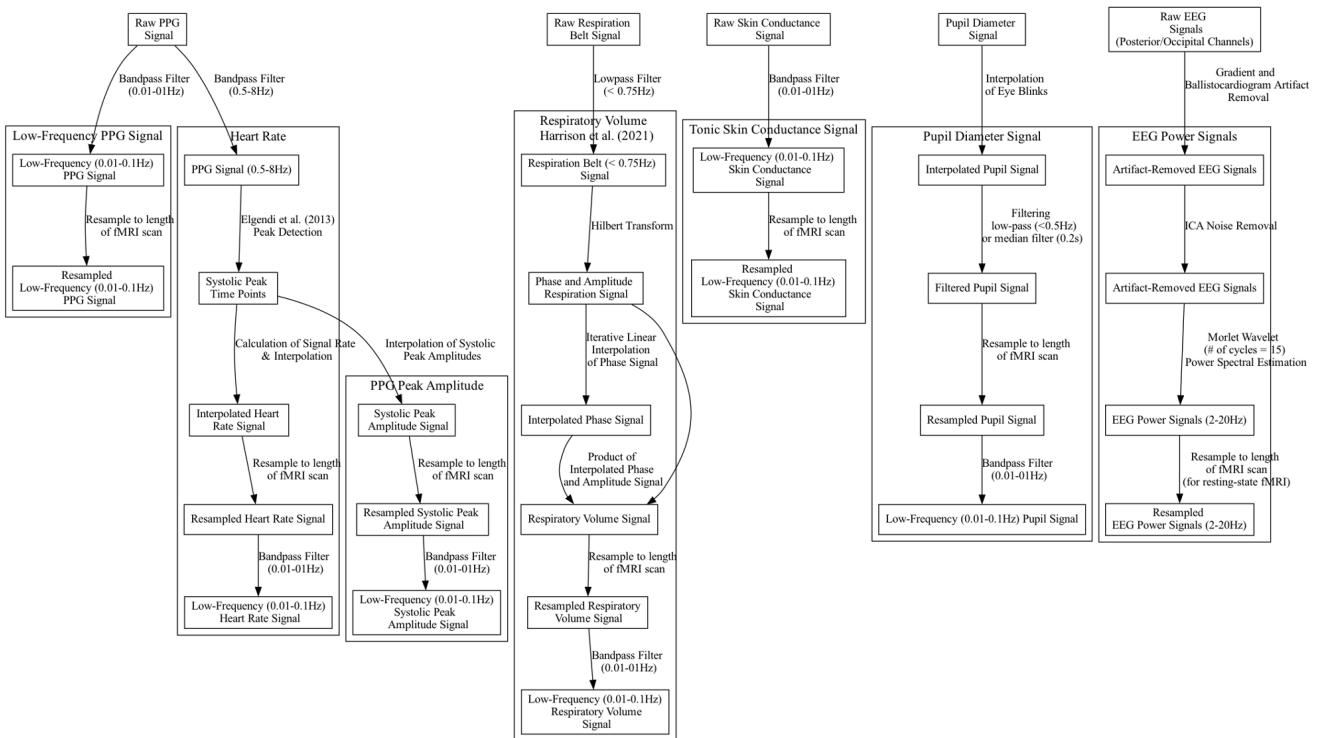 Raw PPG
Signal
Bandpass Filter
(0.01-01Hz)
Bandpass Filter
(0.5-8Hz)
Low-Frequency PPG Signal
Low-Frequency (0.01-0.1Hz)
PPG Signal
Resample to length
of fMRI scan
Resampled
Low-Frequency (0.01-0.1Hz)
PPG Signal
Heart Rate
PPG Signal (0.5-8Hz)
Elgendi et al. (2013)
Peak Detection
Systolic Peak
Time Points
Calculation of Signal Rate
& Interpolation
Interpolated Heart
Rate Signal
Resample to length
of fMRI scan
Resampled Heart Rate Signal
Bandpass Filter
(0.01-01Hz)
Low-Frequency (0.01-0.1Hz)
Heart Rate Signal
Interpolation of Systolic
Peak Amplitudes
PPG Peak Amplitude
Systolic Peak
Amplitude Signal
Resample to length
of fMRI scan
Resampled Systolic Peak
Amplitude Signal
Bandpass Filter
(0.01-01Hz)
Low-Frequency (0.01-0.1Hz)
Systolic Peak
Amplitude Signal
Raw Respiration
Belt Signal
Lowpass Filter
(< 0.75Hz)
Respiratory Volume
Harrison et al. (2021)
Respiration Belt (< 0.75Hz)
Signal
Hilbert Transform
Phase and Amplitude
Respiration Signal
Iterative Linear
Interpolation
of Phase Signal
Interpolated Phase Signal
Product of
Interpolated Phase
and Amplitude Signal
Respiratory Volume Signal
Resample to length
of fMRI scan
Resampled Respiratory
Volume Signal
Bandpass Filter
(0.01-01Hz)
Low-Frequency (0.01-0.1Hz)
Respiratory Volume
Signal
Raw Skin Conductance
Signal
Bandpass Filter
(0.01-01Hz)
Tonic Skin Conductance Signal
Low-Frequency (0.01-0.1Hz)
Skin Conductance
Signal
Resample to length
of fMRI scan
Resampled
Low-Frequency (0.01-0.1Hz)
Skin Conductance
Signal
Pupil Diameter
Signal
Interpolation
of Eye Blinks
Pupil Diameter Signal
Interpolated Pupil Signal
Filtering
low-pass (<0.5Hz)
or median filter (0.2s)
Filtered Pupil Signal
Resample to length
of fMRI scan
Resampled Pupil Signal
Bandpass Filter
(0.01-01Hz)
Low-Frequency (0.01-0.1Hz) Pupil Signal
Raw EEG
Signals
(Posterior/Occipital Channels)
Gradient and
Ballistocardiogram Artifact
Removal
EEG Power Signals
Artifact-Removed EEG Signals
ICA Noise Removal
Artifact-Removed EEG Signals
Morlet Wavelet
(# of cycles = 15)
Power Spectral Estimation
EEG Power Signals (2-20Hz)
Resample to length
of fMRI scan
(for resting-state fMRI)
Resampled
EEG Power Signals (2-20Hz)